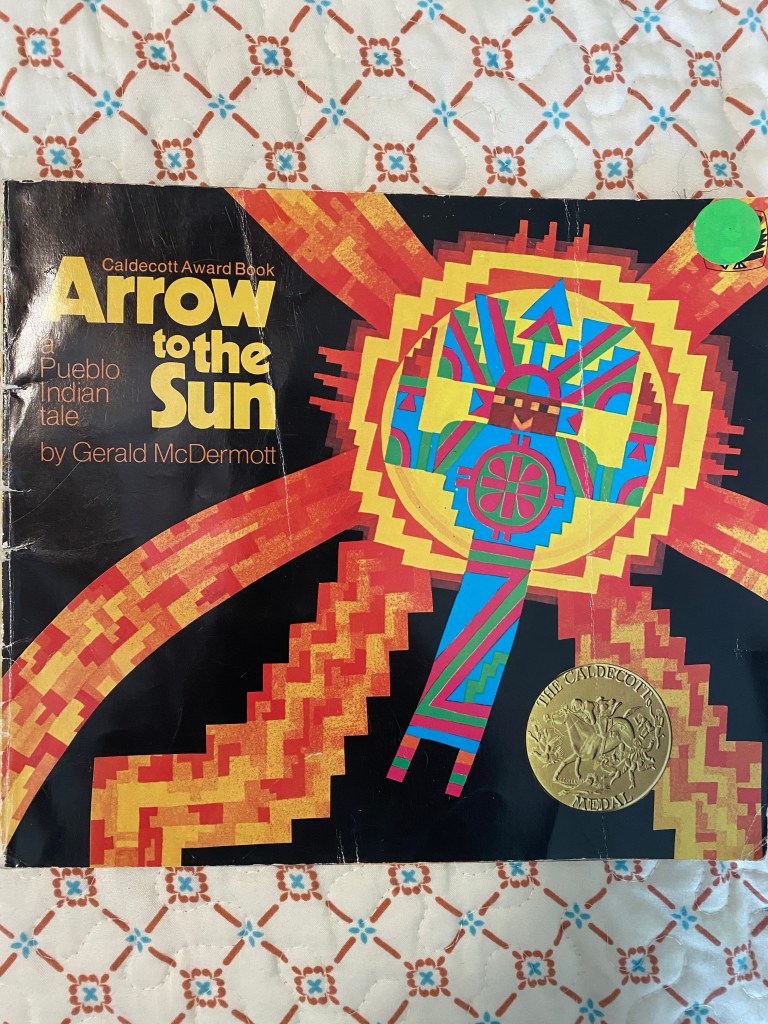 Caldecott Award Book
Arrow
to the
Sun
a
Pueblo
Indian
tale
by Gerald McDermott
THE CALDECOTT
MEDAL